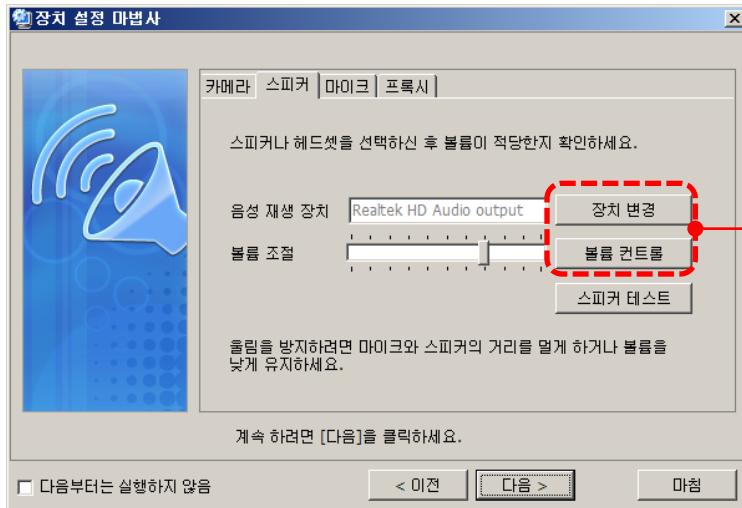 장치 설정 마법사
카메라 스피커 마이크 프록시
스피커나 헤드셋을 선택하신 후 볼륨이 적당한지 확인하세요.
음성 재생 장치 Realtek HD Audio output 장치 변경
볼륨 조절 볼륨 컨트롤
스피커 테스트
울림을 방지하려면 마이크와 스피커의 거리를 멀게 하거나 볼륨을
낮게 유지하세요.
계속 하려면 [다음]을 클릭하세요.
다음부터는 실행하지 않음 < 이전 다음 > 마침